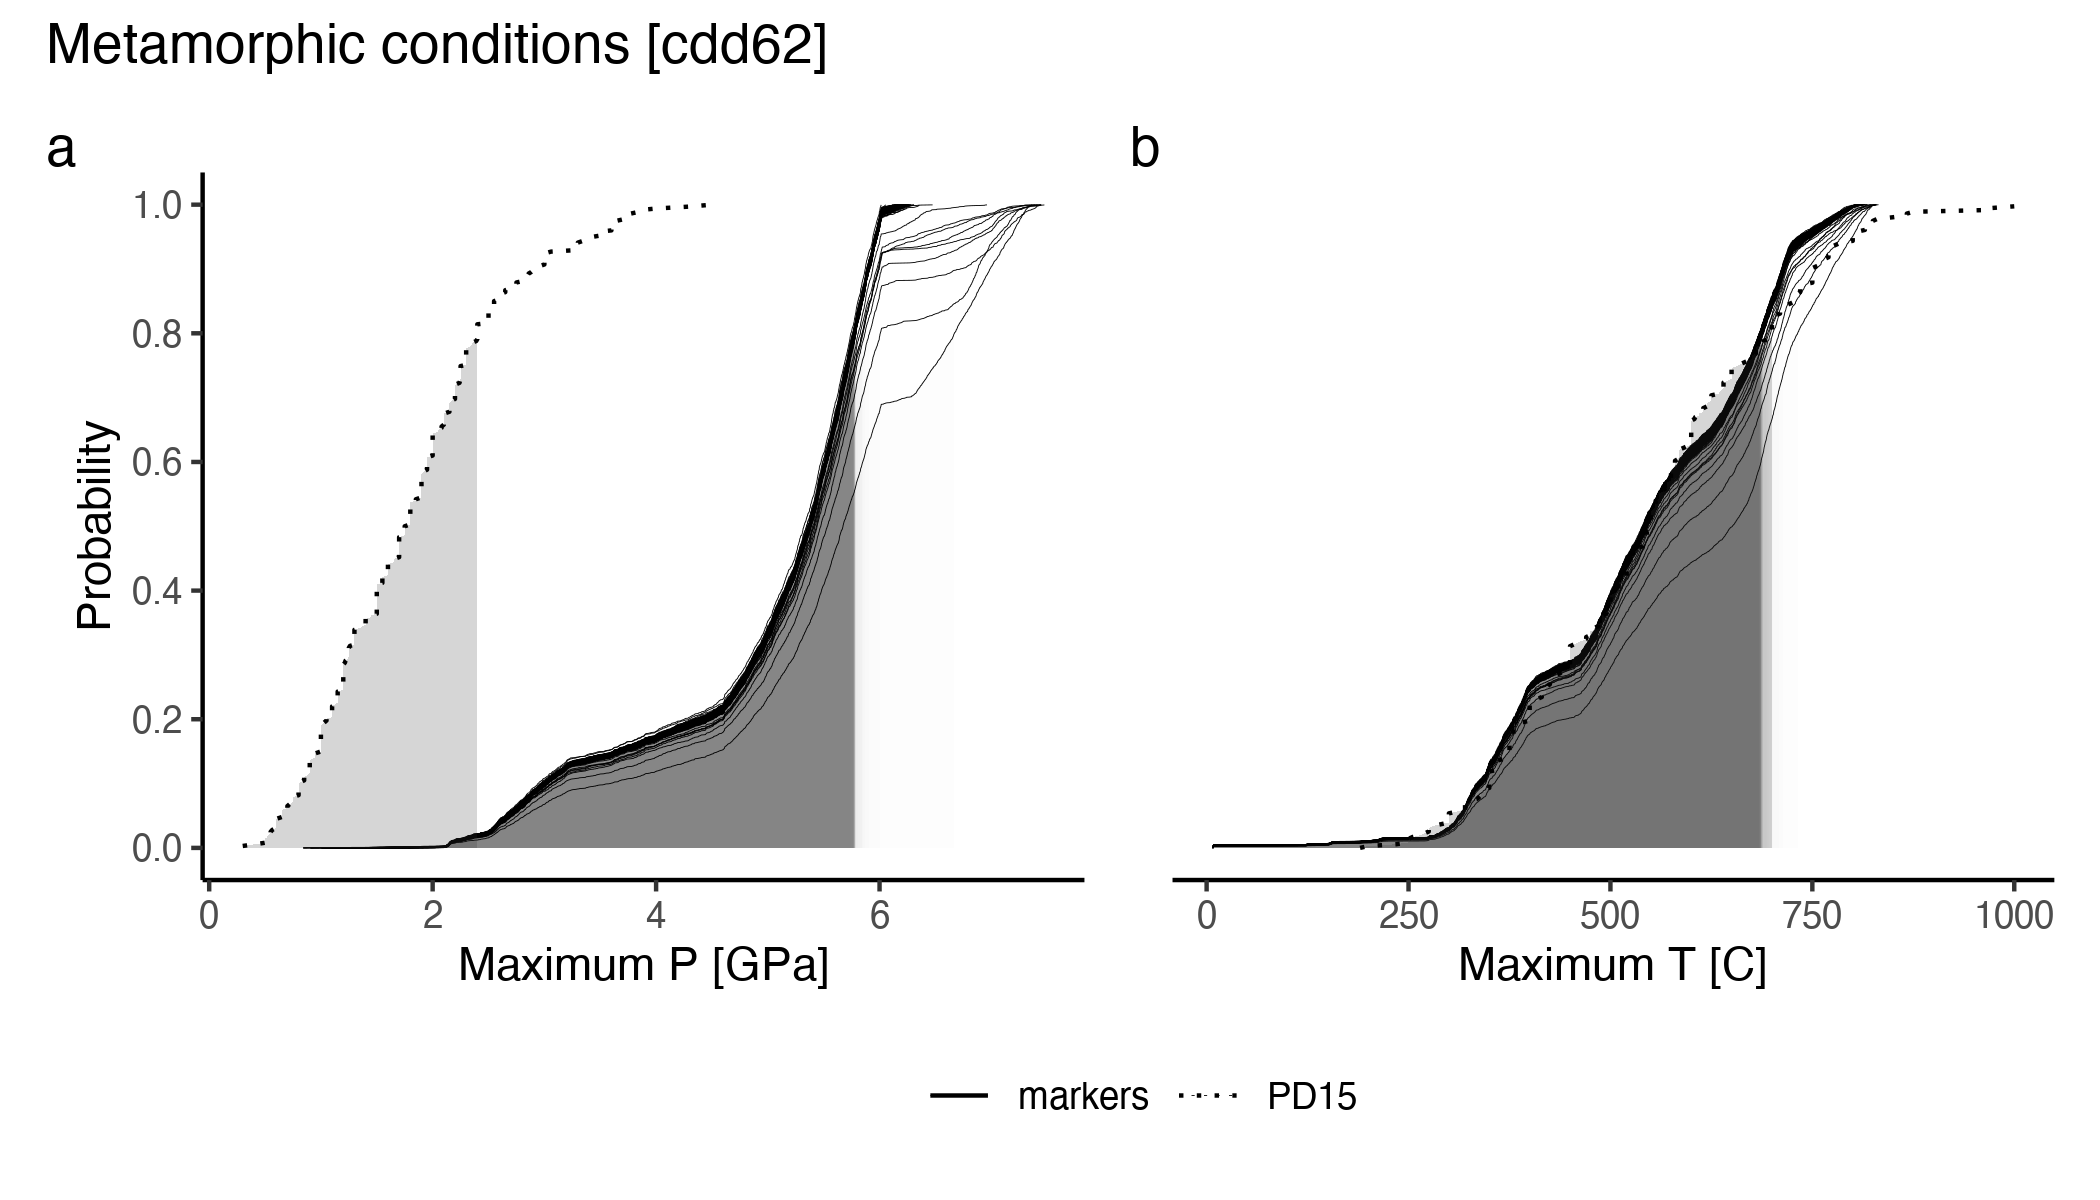 Metamorphic conditions [cdd62]
a
b
Probability
1.0
0.8
0.6
0.4
0.2
0.0
0 2 4 6
0 250 500 750 1000
Maximum P [GPa]
Maximum T [C]
markers PD15